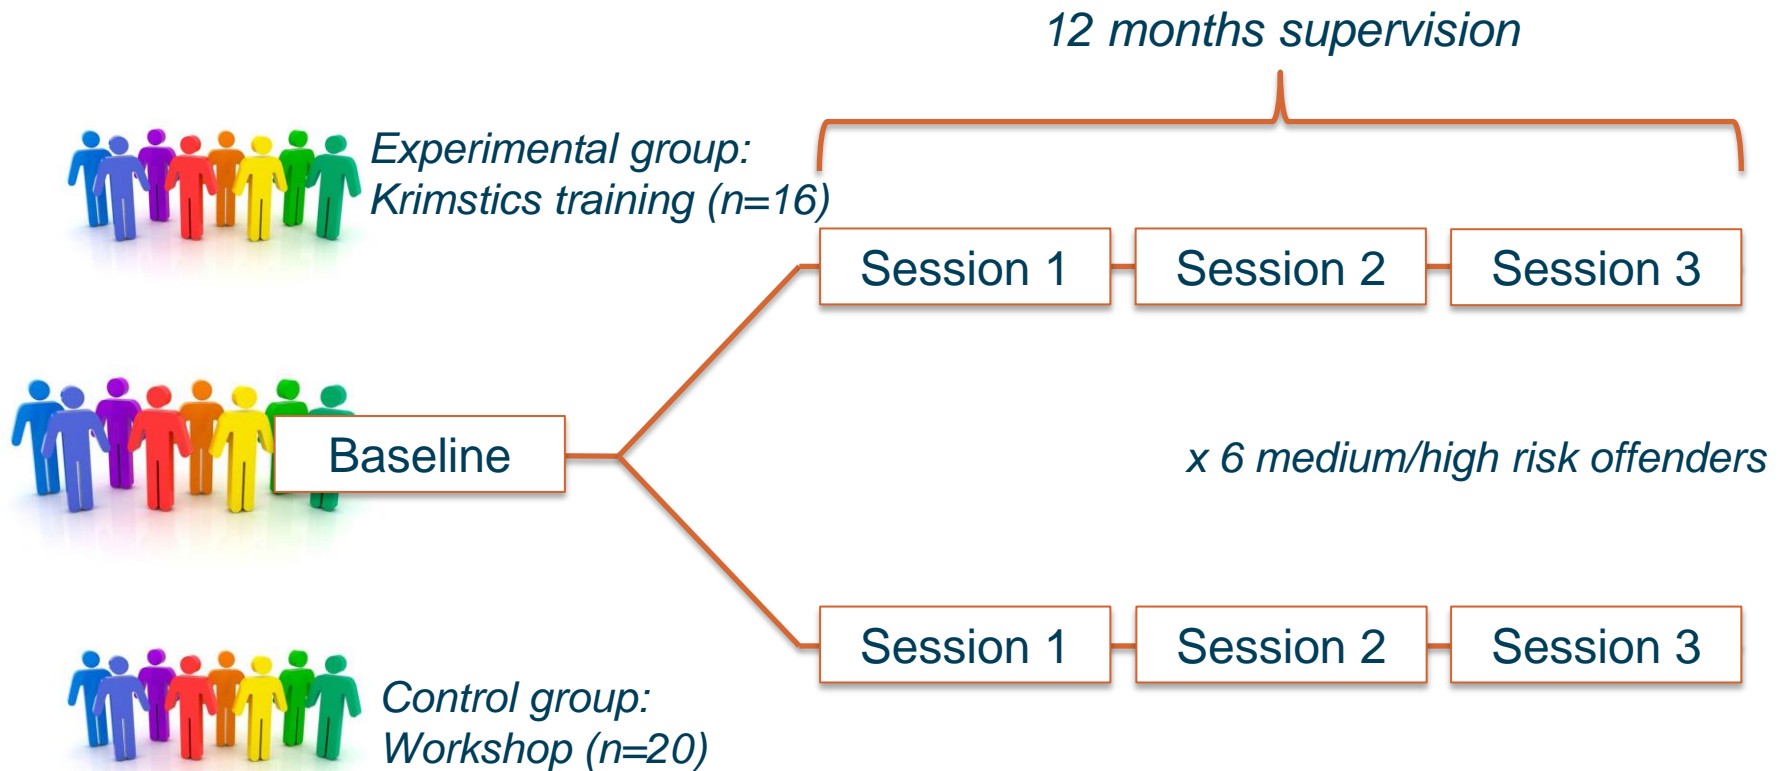 12 months supervision
Experimental group:
Krimstics training (n=16)
Session 1
Session 2
Session 3
Baseline
x 6 medium/high risk offenders
Session 1
Session 2
Session 3
Control group:
Workshop (n=20)